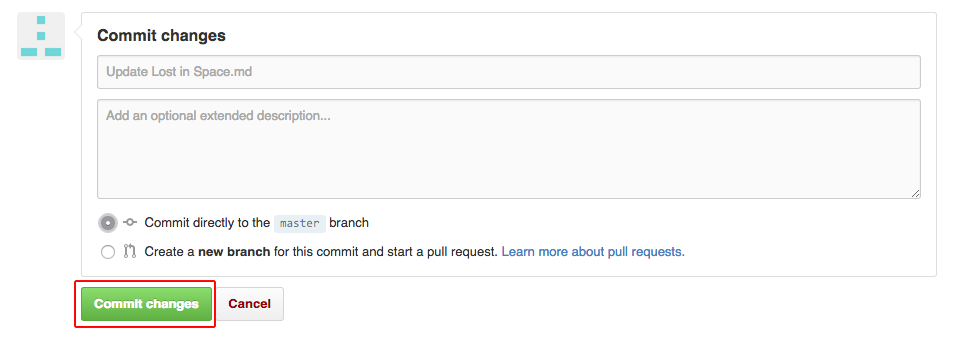 Commit changes
Update Lost in Space.md
Add an optional extended description...
Commit directly to the master branch
Create a new branch for this commit and start a pull request. Learn more about pull requests.
Commit changes Cancel